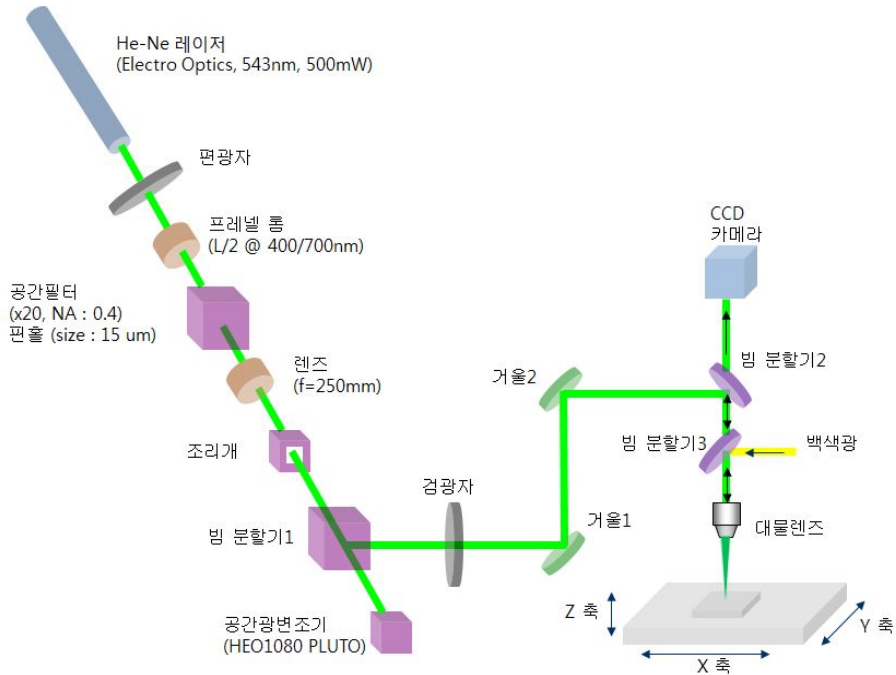 He-Ne 레이저
(Electro Optics, 543nm, 500mW)
편광자
프레넬 롬
(L/2 @ 400/700nm)
공간필터
(x20, NA : 0.4)
핀홀 (size : 15 um)
렌즈
(f=250mm)
조리개
빔 분할기1
공간광변조기
(HEO1080 PLUTO)
검광자
거울2
거울1
CCD
카메라
빔 분할기2
빔 분할기3
백색광
대물렌즈
Z 축
Y 축
X 축